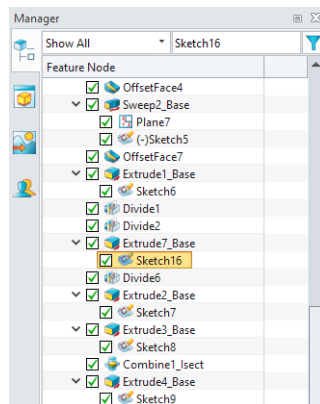 Manager
Show All Sketch16
Feature Node
OffsetFace4
Sweep2_Base
Plane7
(-)Sketch5
OffsetFace7
Extrude1_Base
Sketch6
Divide1
Divide2
Extrude7_Base
Sketch16
Divide6
Extrude2_Base
Sketch7
Extrude3_Base
Sketch8
Combine1_Isect
Extrude4_Base
Sketch9